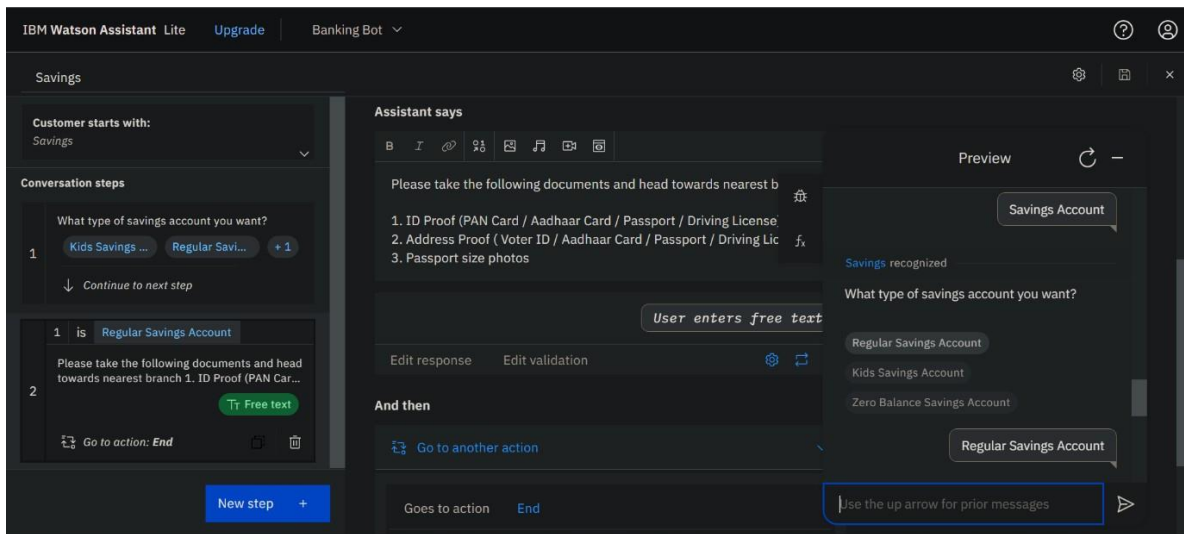 IBM Watson Assistant Lite Upgrade Banking Bot
Savings
Customer starts with:
Savings
Conversation steps
1
What type of savings account you want?
Kids Savings ... Regular Savi... + 1
Continue to next step
2
1 is Regular Savings Account
Please take the following documents and head
towards nearest branch 1. ID Proof (PAN Car...
Tт Free text
Go to action: End
New step +
Assistant says
B I
Please take the following documents and head towards nearest b
1. ID Proof (PAN Card / Aadhaar Card / Passport / Driving License)
2. Address Proof ( Voter ID / Aadhaar Card / Passport / Driving Lic
3. Passport size photos
fx
User enters free text
Edit response Edit validation
And then
Go to another action
Goes to action End
Preview
Savings Account
Savings recognized
What type of savings account you want?
Regular Savings Account
Kids Savings Account
Zero Balance Savings Account
Regular Savings Account
Use the up arrow for prior messages